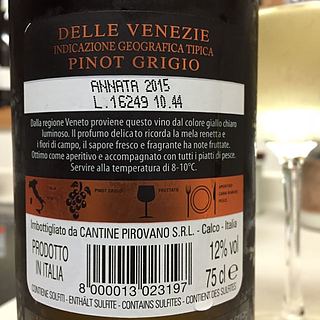 DELLE VENEZIE
INDICAZIONE GEOGRAFICA TIPICA
PINOT GRIGIO
ANNATA 2015
L.16249 10.44
Dalla regione Veneto proviene questo vino dal colore giallo chiaro
luminoso. Il profumo delicato ricorda la mela renetta e
i fiori di campo, il sapore fresco e fragrante ha note fruttate.
Ottimo come aperitivo e accompagnato con tutti i piatti di pesce.
Servire alla temperatura di 8-10°C.
PINOT GRIGIO
FRUTTATE
Imbottigliato da CANTINE PIROVANO S.R.L. - Calco - Italia
PRODOTTO
IN ITALIA
12% vol
75 cl e
8 000013 023197
CONTIENE SOLFITI - ENTHÄLT SULFITE - CONTAINS SULFITES - CONTIENT DES SULFITES